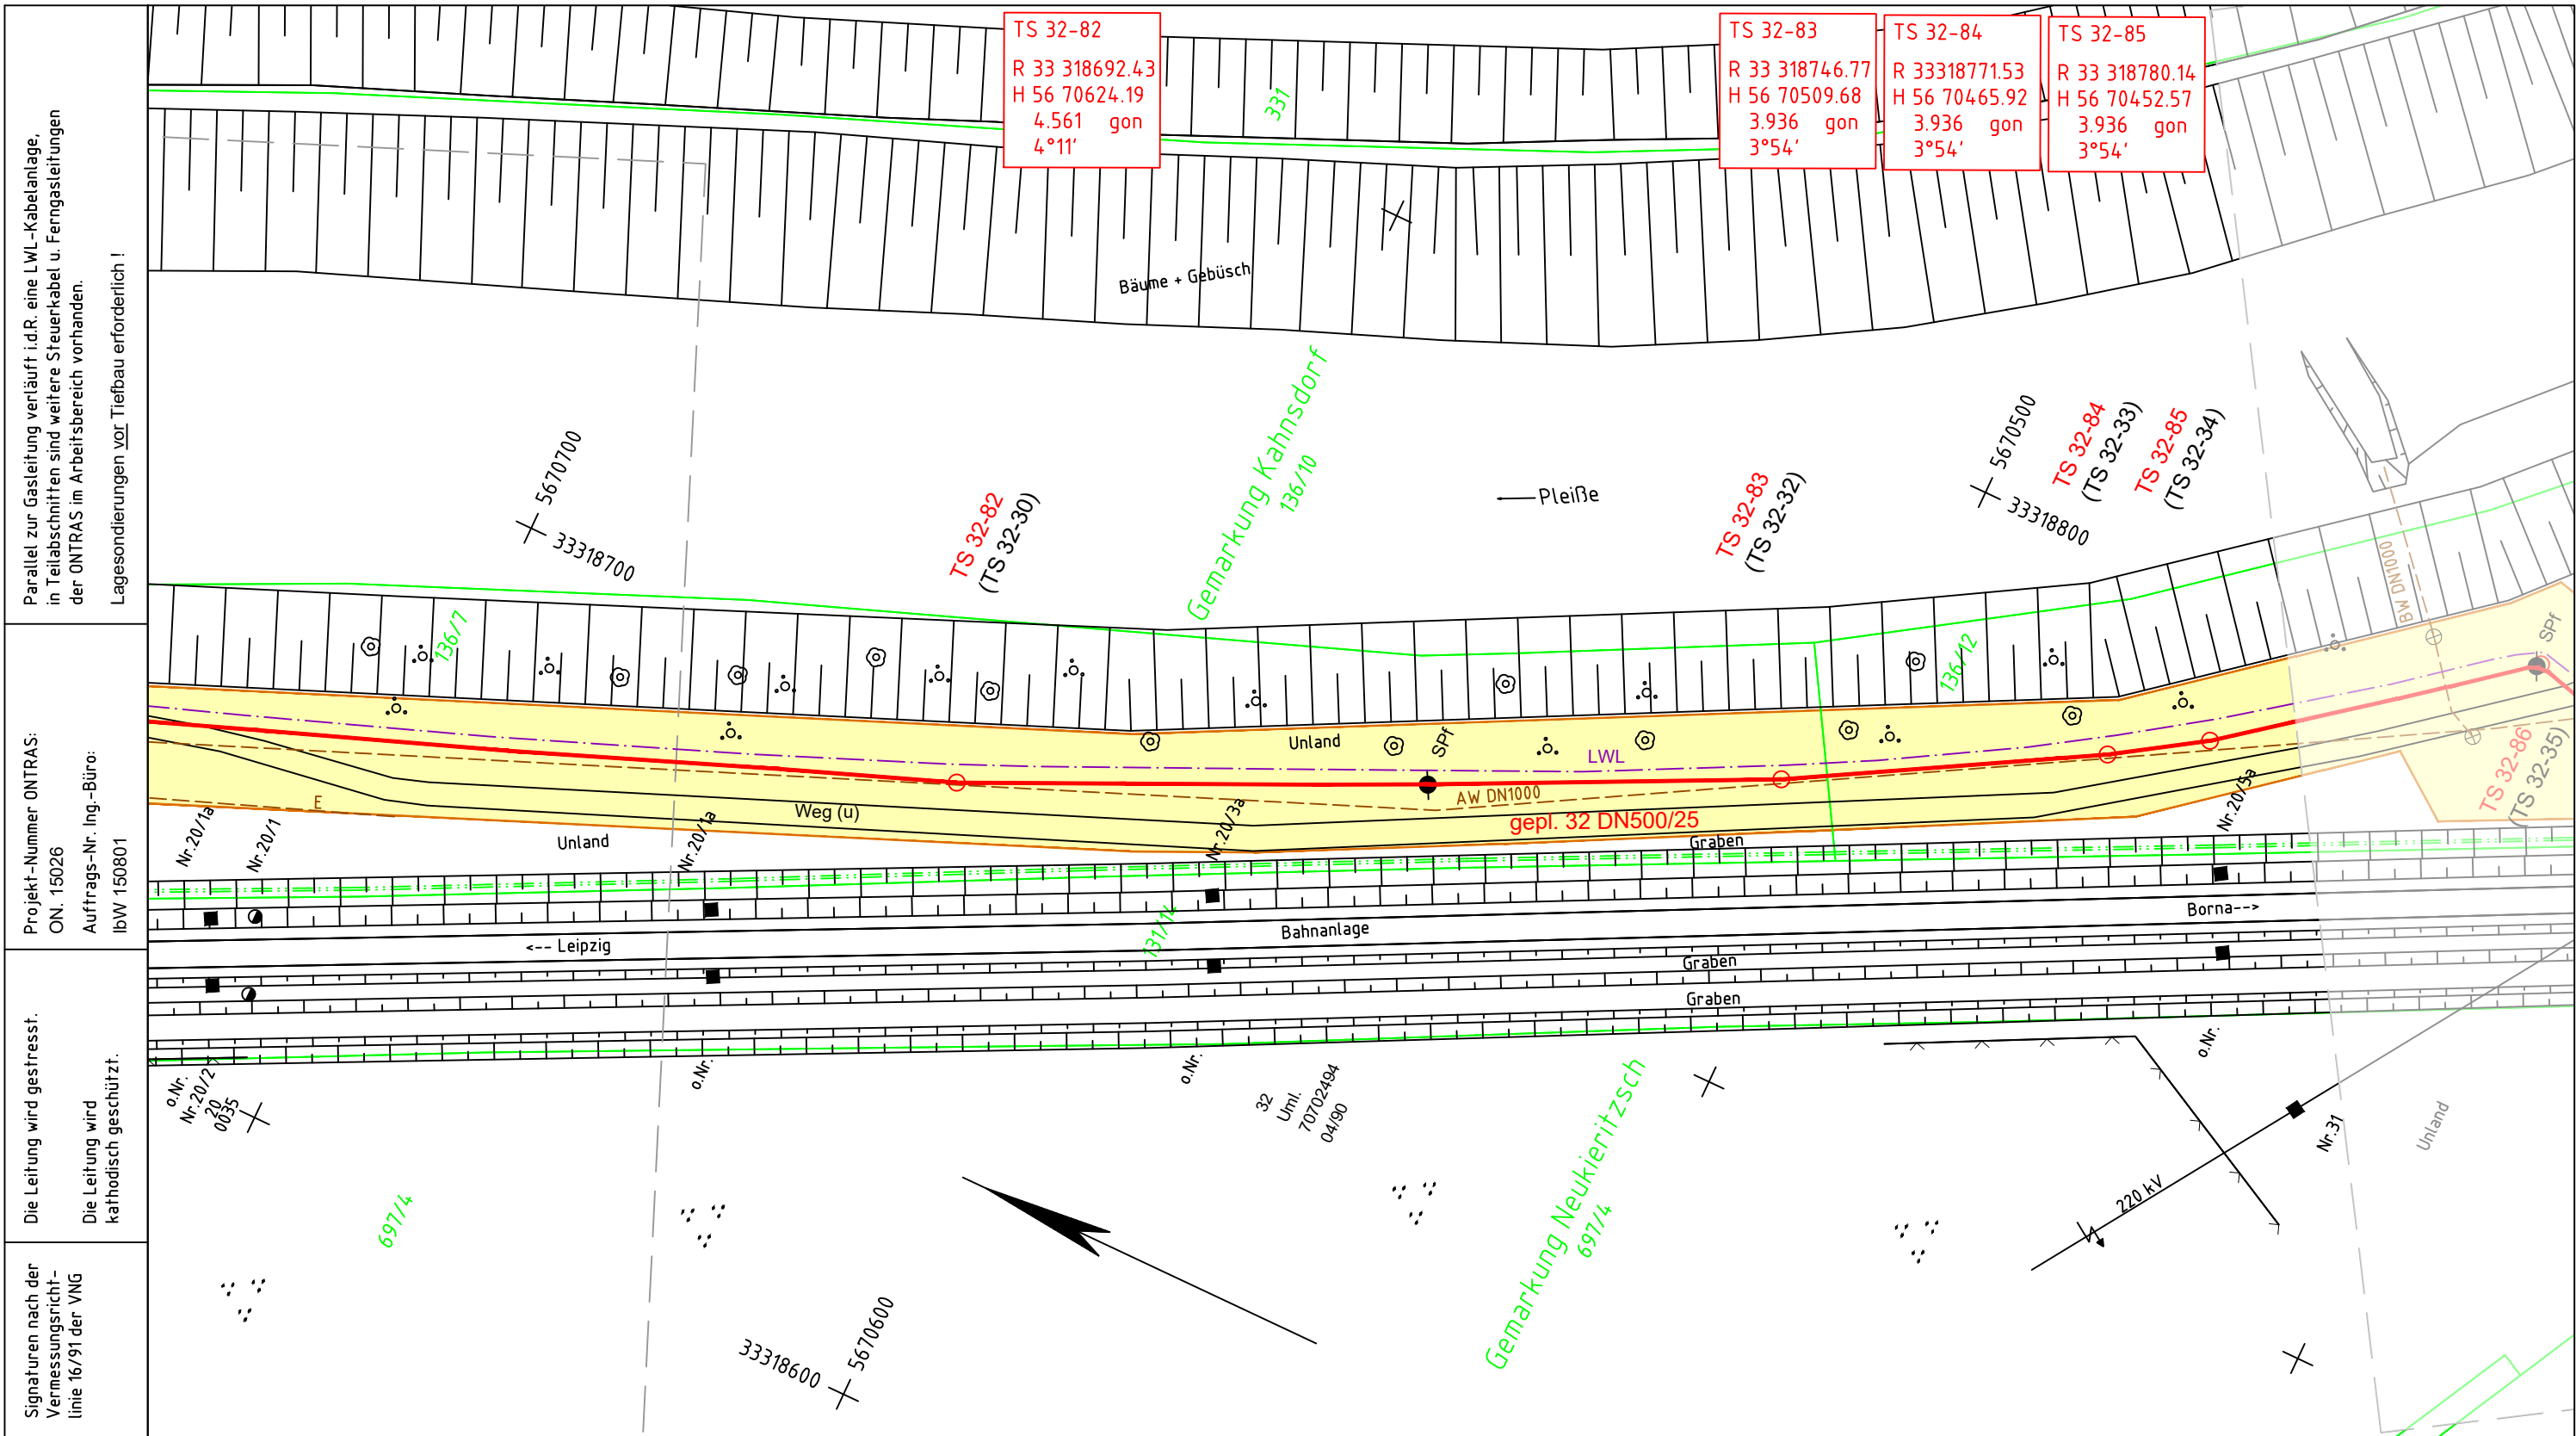 Parallel zur Gasleitung verläuft i.d.R. eine LWL-Kabelanlage,
in Teilabschnitten sind weitere Steuerkabel u. Ferngasleitungen
der ONTRAS im Arbeitsbereich vorhanden.
Lagesondierungen vor Tiefbau erforderlich !
Projekt-Nummer ONTRAS:
ON. 15026
Auftrags-Nr. Ing.-Büro:
IbW 150801
Die Leitung wird gestresst.
Die Leitung wird
kathodisch geschützt.
Signaturen nach der
Vermessungsricht-
linie 16/91 der VNG
TS 32-82
R 33 318692.43
H 56 70624.19
4.561 gon
4°11'
TS 32-83
R 33 318746.77
H 56 70509.68
3.936 gon
3°54'
TS 32-84
R 33318771.53
H 56 70465.92
3.936 gon
3°54'
TS 32-85
R 33 318780.14
H 56 70452.57
3.936 gon
3°54'
331
Bäume + Gebüsch
5670700
33318700
TS 32-82
(TS 32-30)
Gemarkung Kahnsdorf
136/10
Pleiße
TS 32-83
(TS 32-32)
5670500
33318800
TS 32-84
(TS 32-33)
TS 32-85
(TS 32-34)
BW DN1000
SPf
136/7
136/12
Unland
SPf
LWL
AW DN1000
E
Weg (u)
gepl. 32 DN500/25
TS 32-86
(TS 32-35)
Nr.20/1a
Nr.20/1
Unland
Nr.20/1a
Nr.20/3a
Graben
Nr.20/5a
131/14
Borna-->
<-- Leipzig
Bahnanlage
Graben
Graben
o.Nr.
Nr.20/2
20
0035
o.Nr.
o.Nr.
32
Uml.
70702494
04/90
o.Nr.
Gemarkung Neukieritzsch
697/4
697/4
220 kV
Nr.31
Unland
33318600
5670600